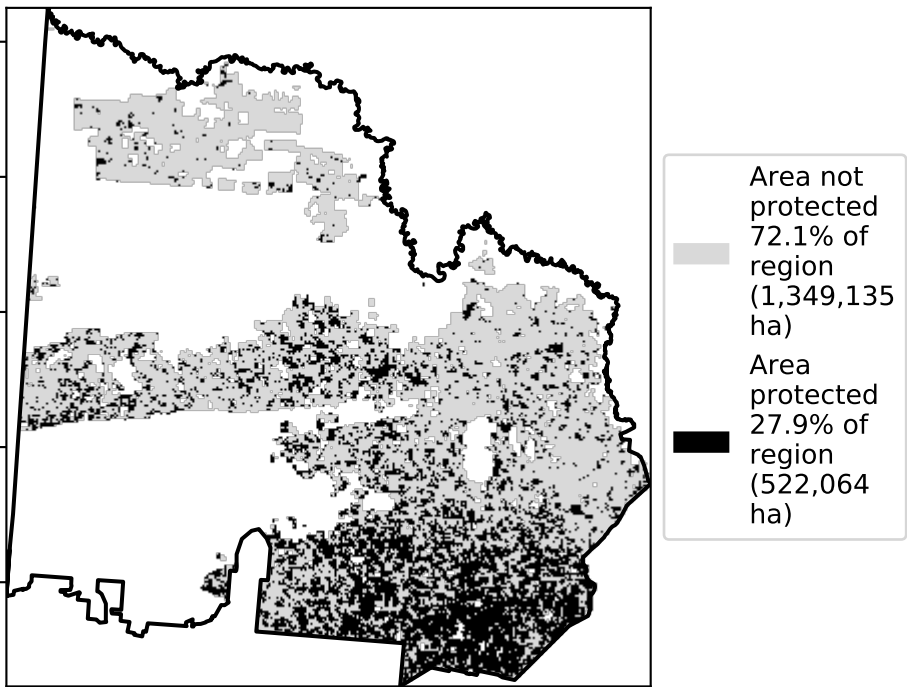 Area not
protected
72.1% of
region
(1,349,135
ha)
Area
protected
27.9% of
region
(522,064
ha)